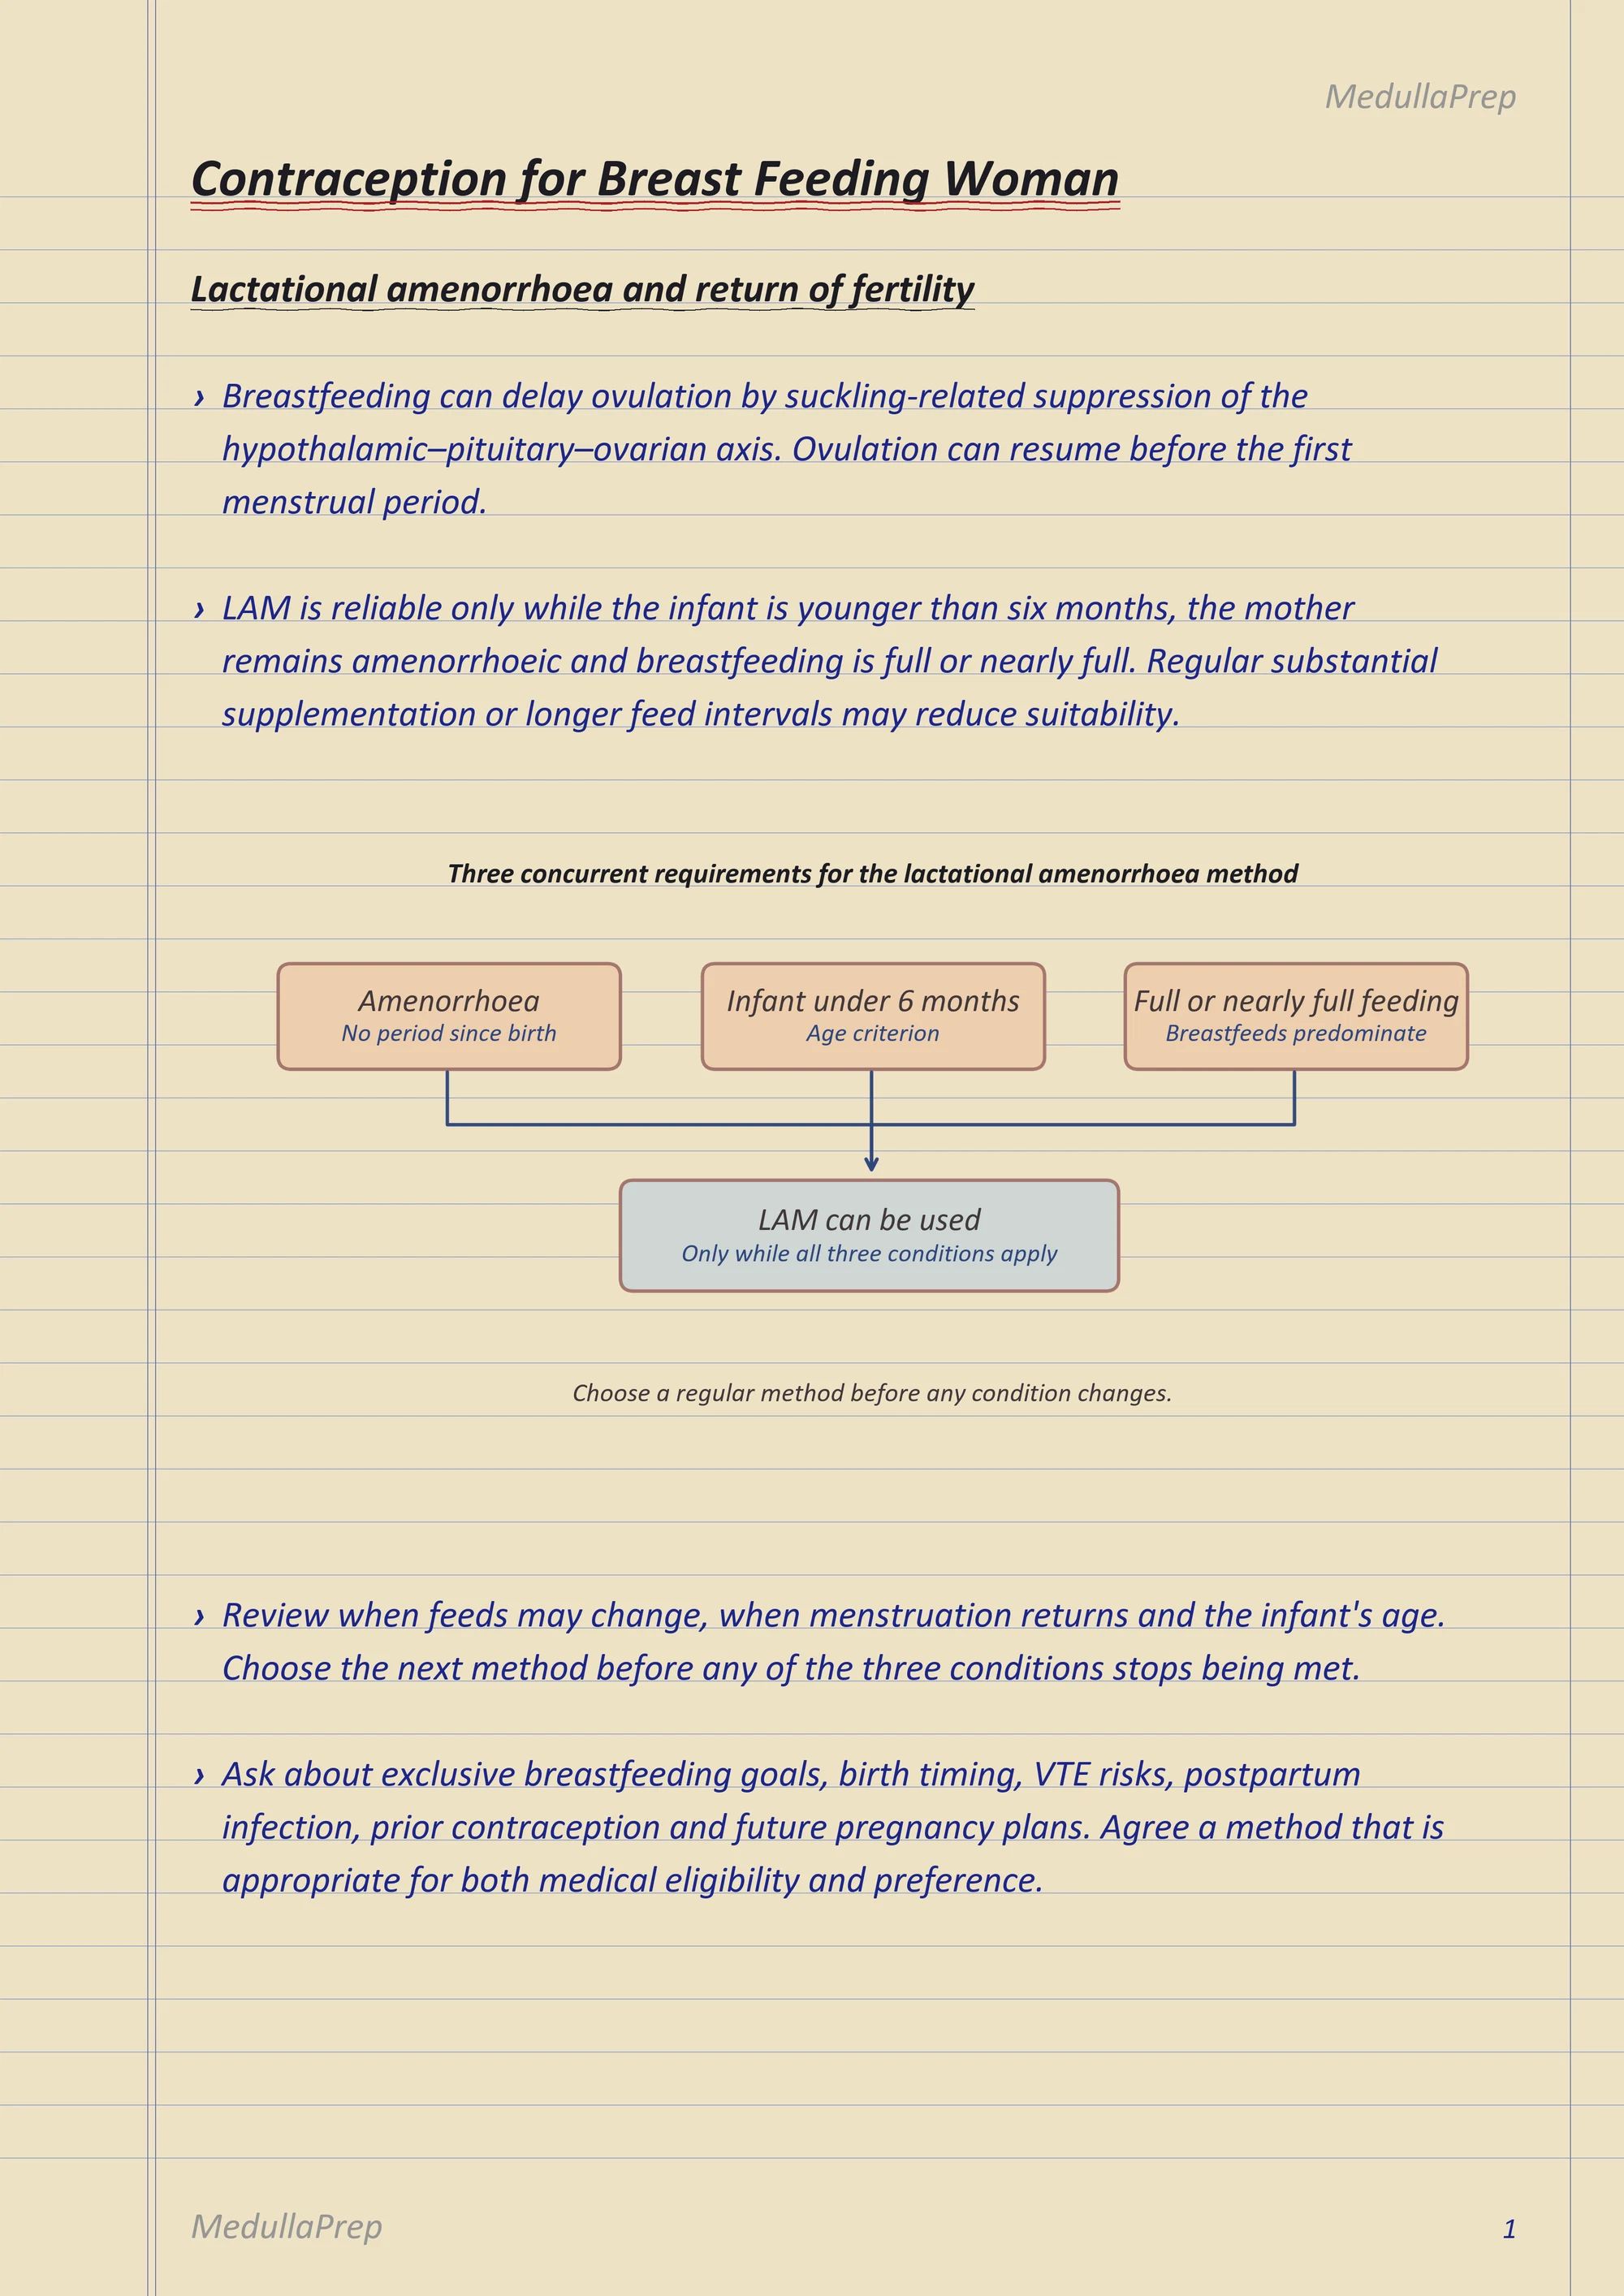 MedullaPrep
Contraception for Breast Feeding Woman
Lactational amenorrhoea and return of fertility
› Breastfeeding can delay ovulation by suckling-related suppression of the
hypothalamic–pituitary–ovarian axis. Ovulation can resume before the first
menstrual period.
› LAM is reliable only while the infant is younger than six months, the mother
remains amenorrhoeic and breastfeeding is full or nearly full. Regular substantial
supplementation or longer feed intervals may reduce suitability.
Three concurrent requirements for the lactational amenorrhoea method
Amenorrhoea
No period since birth
Infant under 6 months
Age criterion
Full or nearly full feeding
Breastfeeds predominate
LAM can be used
Only while all three conditions apply
Choose a regular method before any condition changes.
› Review when feeds may change, when menstruation returns and the infant's age.
Choose the next method before any of the three conditions stops being met.
› Ask about exclusive breastfeeding goals, birth timing, VTE risks, postpartum
infection, prior contraception and future pregnancy plans. Agree a method that is
appropriate for both medical eligibility and preference.
MedullaPrep
1